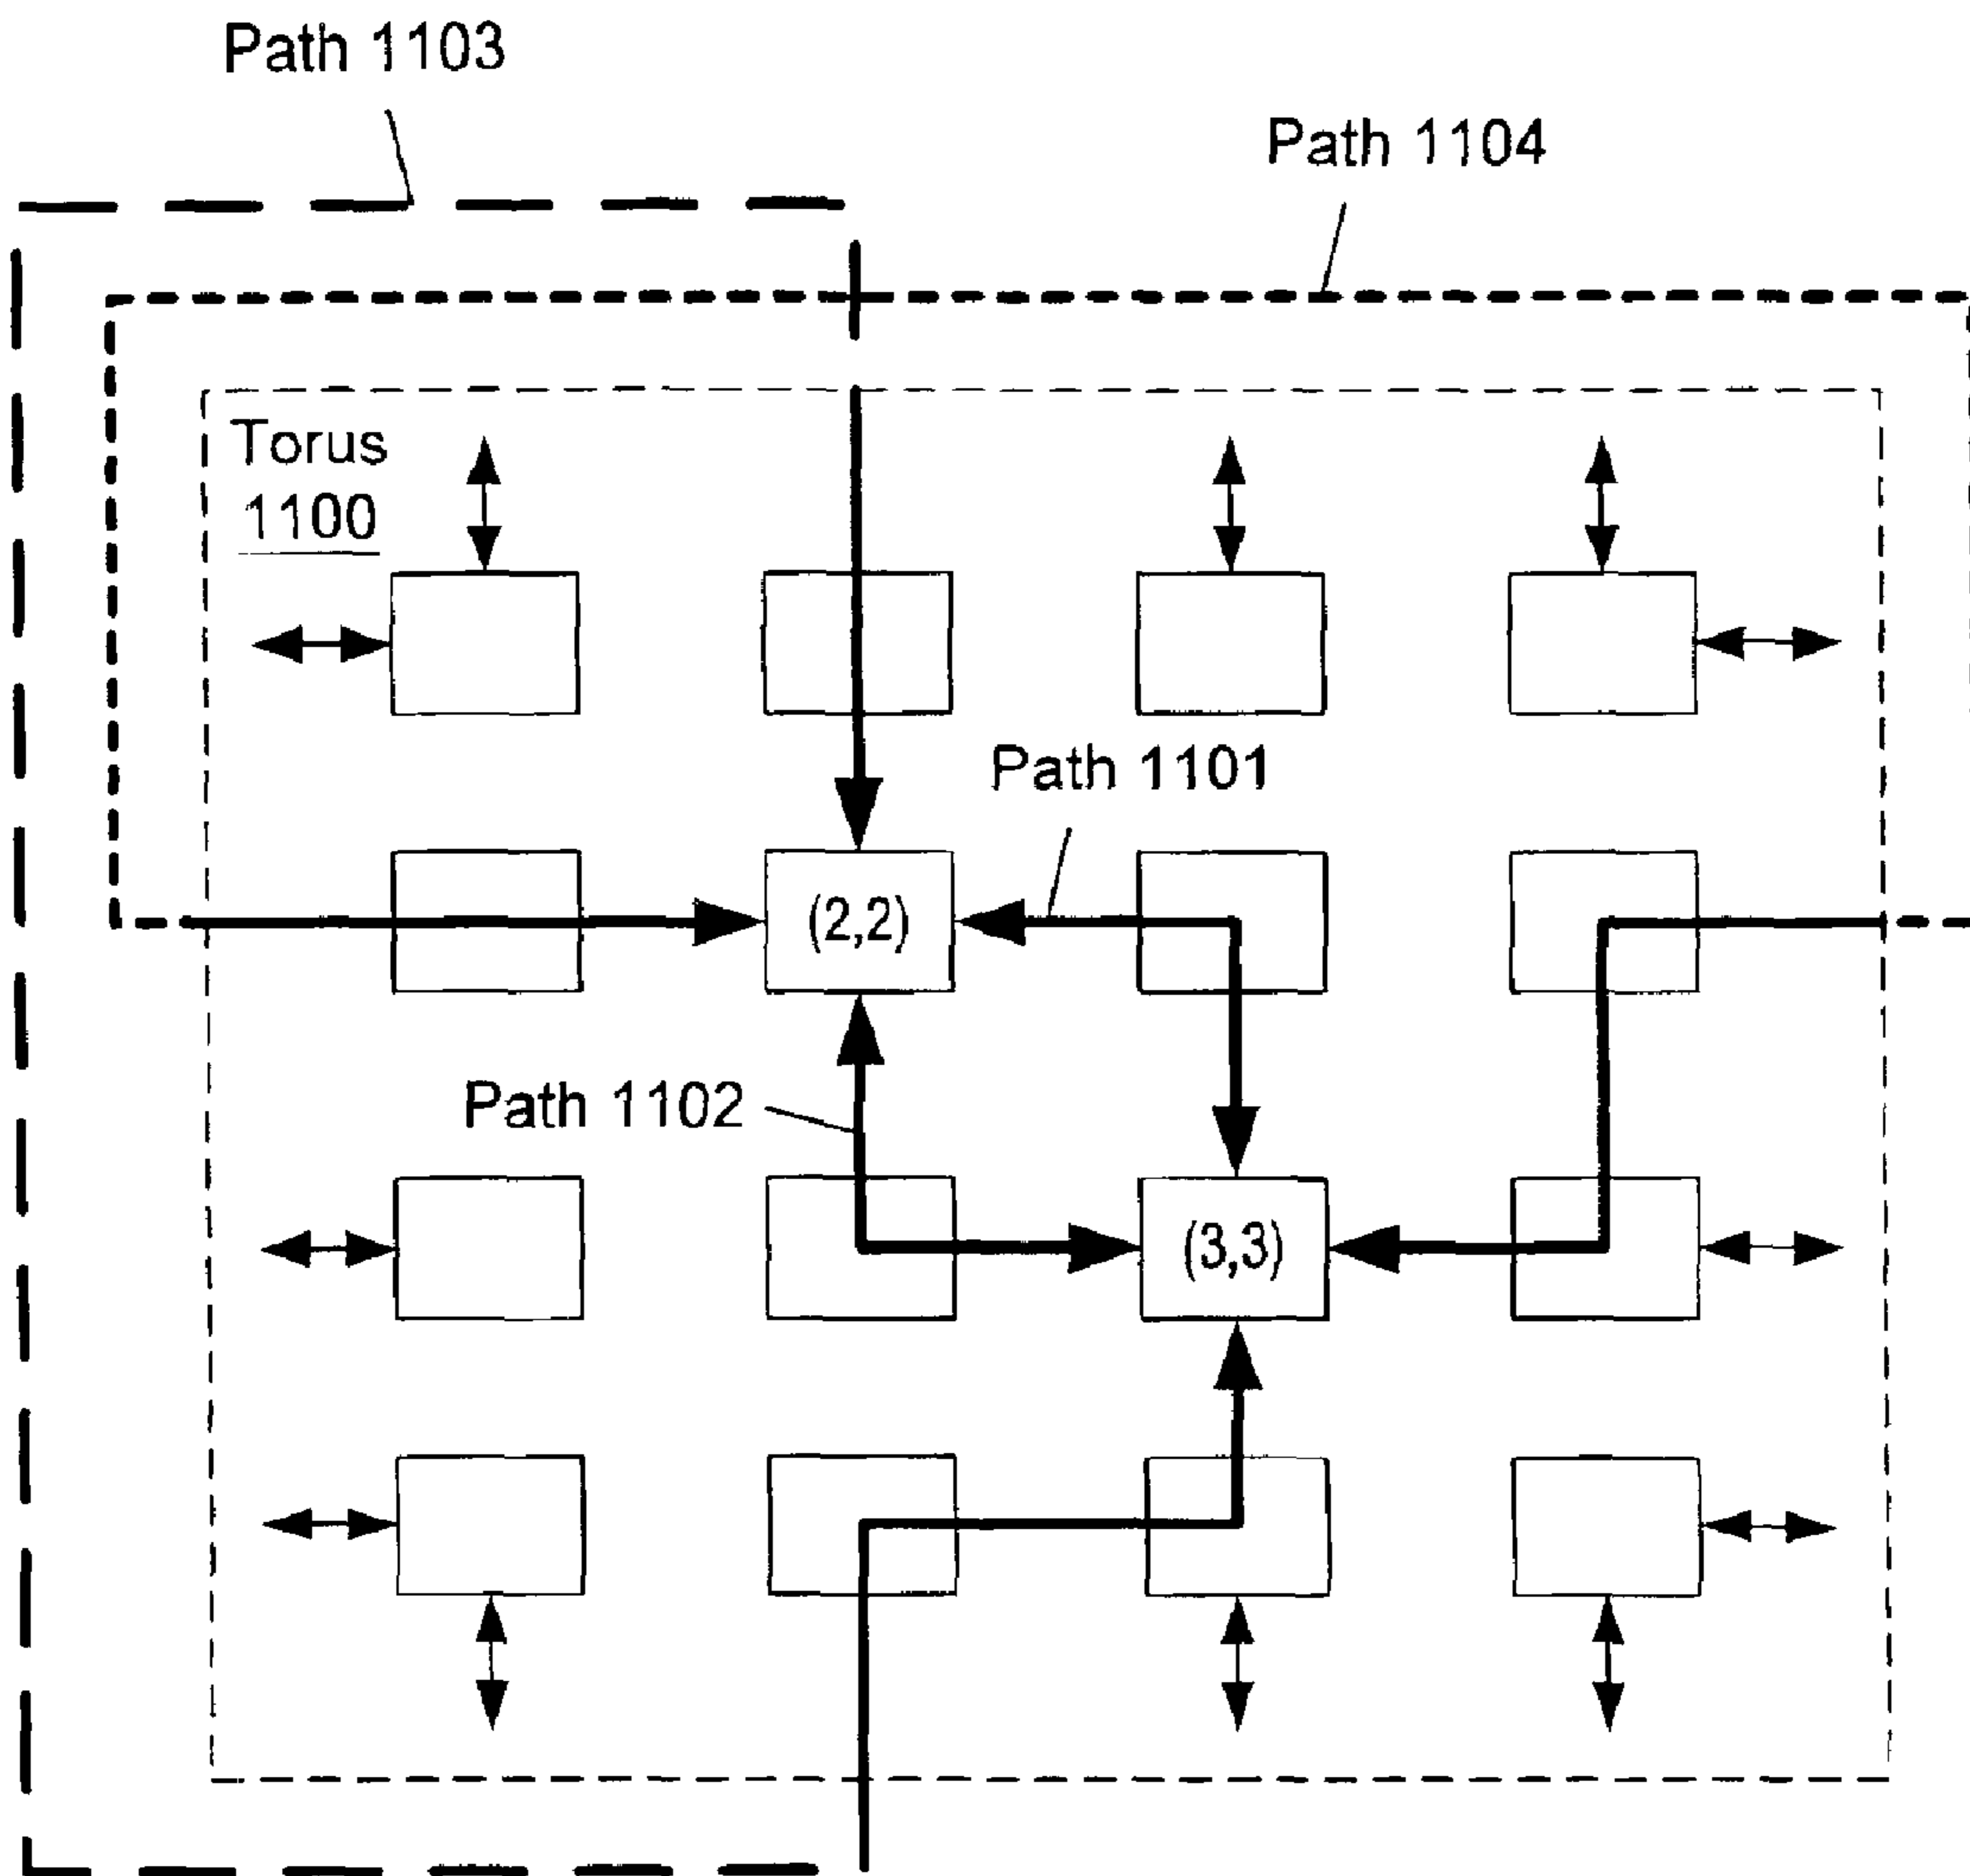 Path 1103
Path 1104
Torus
1100
Path 1101
(2,2)
Path 1102
(3,3)